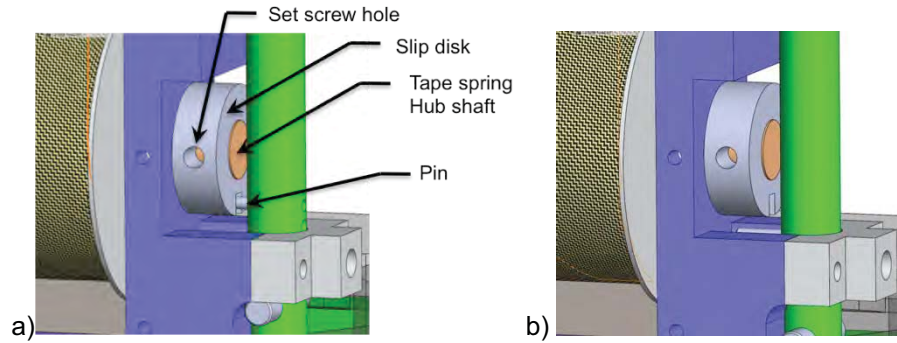 Set screw hole
Slip disk
Tape spring
Hub shaft
Pin
a)
b)